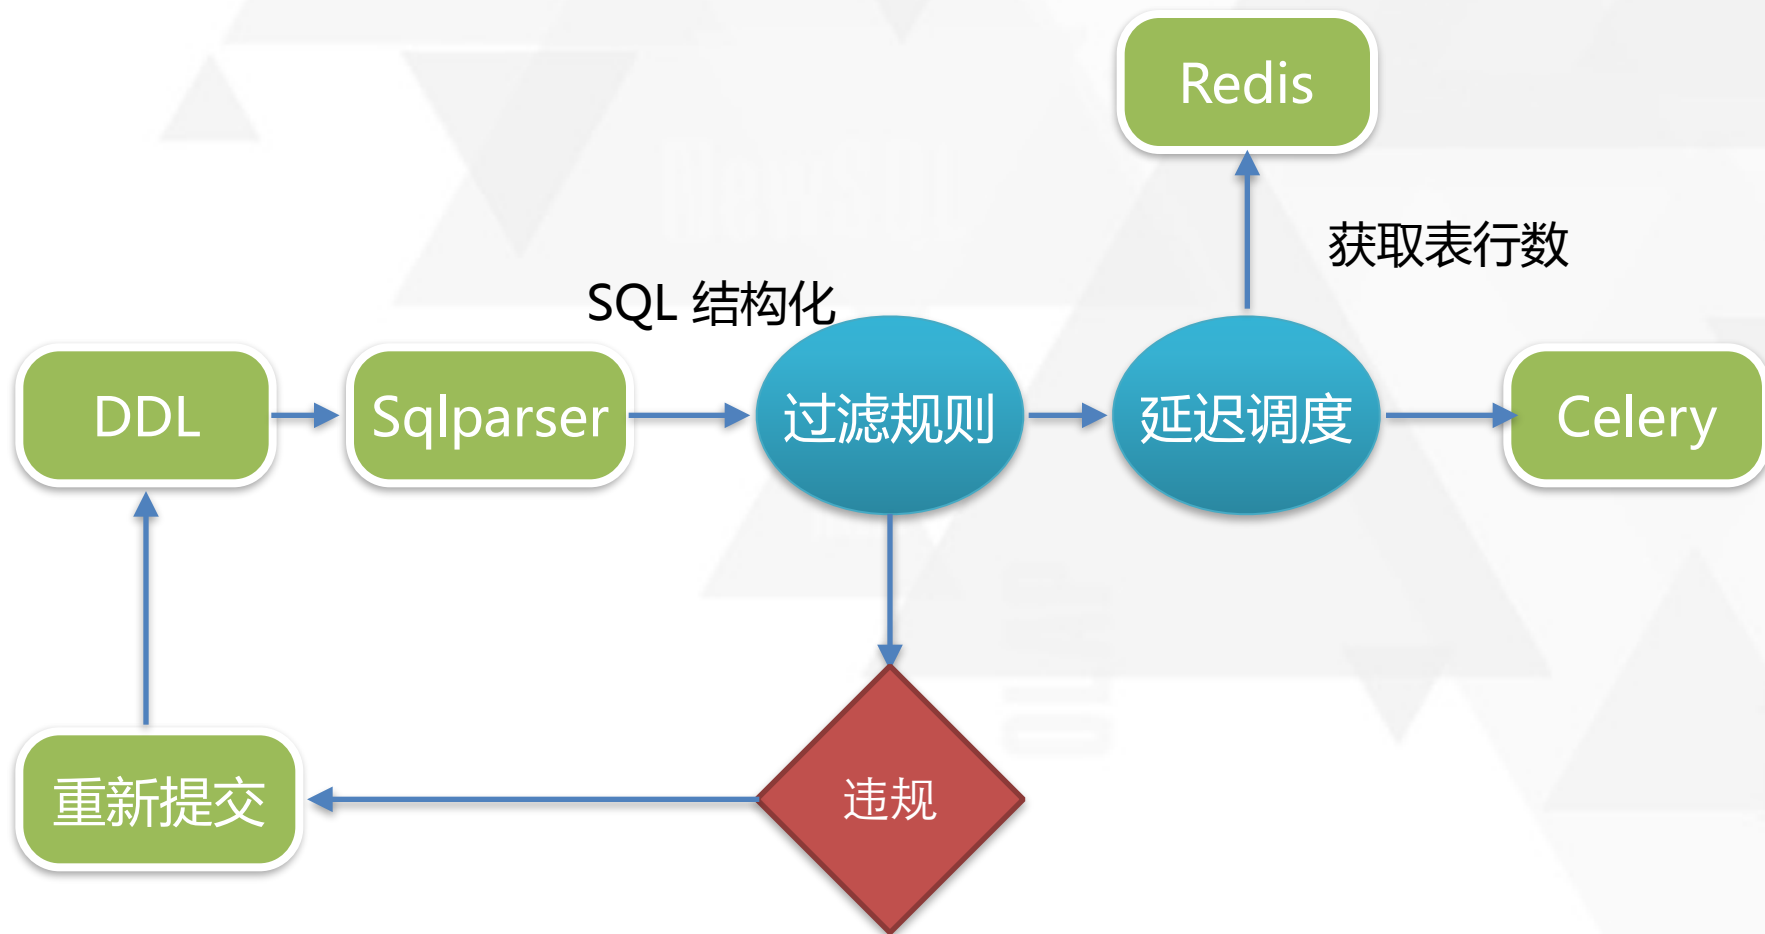 Redis
获取表行数
SQL 结构化
DDL
Sqlparser
过滤规则
延迟调度
Celery
重新提交
违规